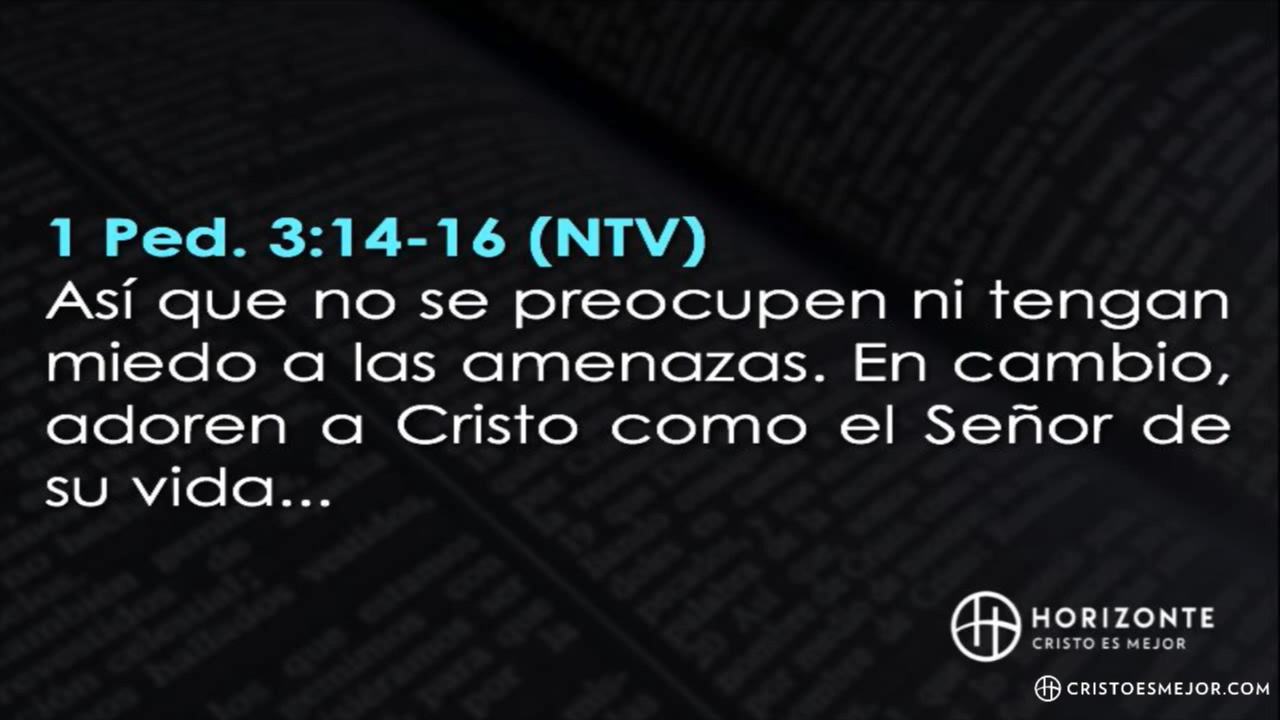 1 Ped. 3:14-16 (NTV)
Así que no se preocupen ni tengan
miedo a las amenazas. En cambio,
adoren a Cristo como el Señor de
su vida...
HORIZONTE
CRISTO ES MEJOR
CRISTOESMEJOR.COM